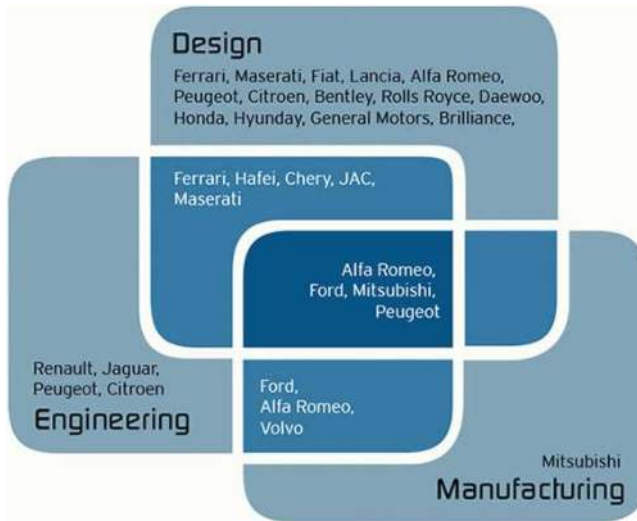 Design
Ferrari, Maserati, Fiat, Lancia, Alfa Romeo,
Peugeot, Citroen, Bentley, Rolls Royce, Daewoo,
Honda, Hyunday, General Motors, Brilliance,
Ferrari, Hafei, Chery, JAC,
Maserati
Alfa Romeo,
Ford, Mitsubishi,
Peugeot
Renault, Jaguar,
Peugeot, Citroen
Engineering
Ford,
Alfa Romeo,
Volvo
Mitsubishi
Manufacturing